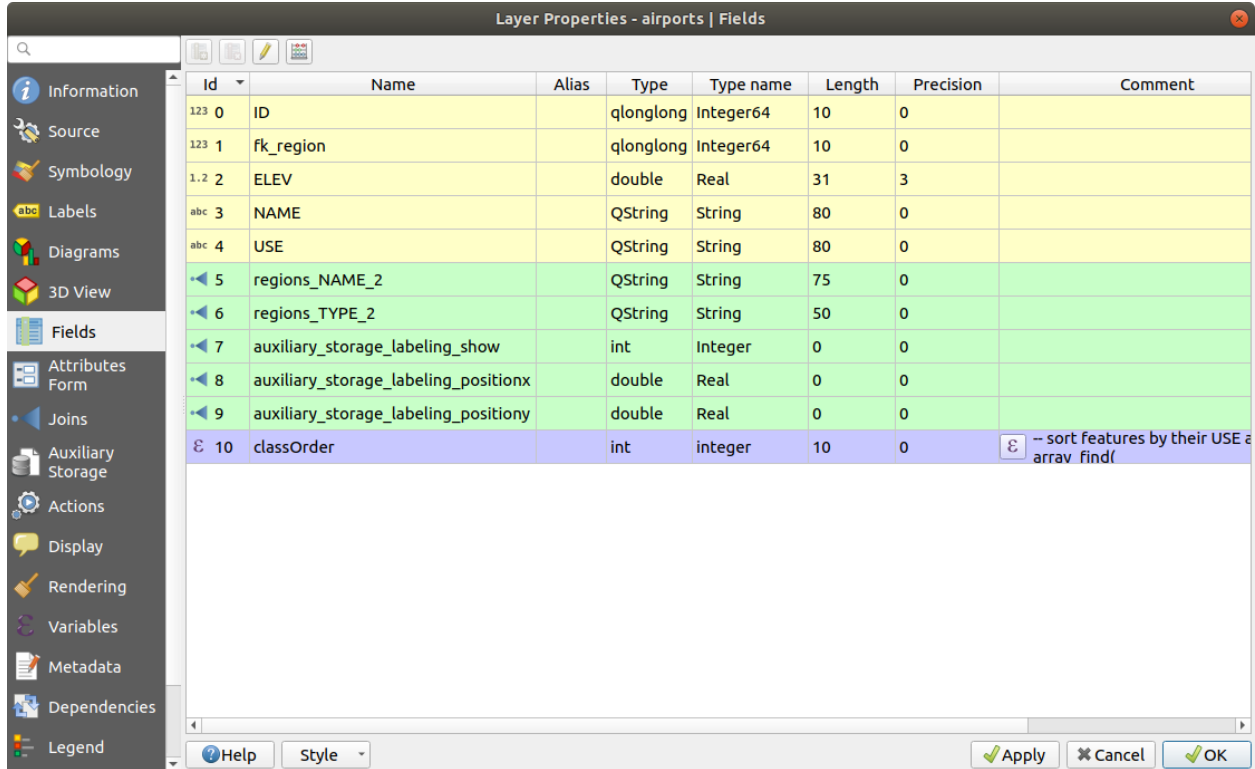 Layer Properties - airports | Fields
Information
Source
Symbology
abc Labels
Diagrams
3D View
Fields
Attributes
Form
Joins
Auxiliary
Storage
Actions
Display
Rendering
Variables
Metadata
Dependencies
Legend
Id Name Alias Type Type name Length Precision Comment
123 0 ID qlonglong Integer64 10 0
123 1 fk_region qlonglong Integer64 10 0
1.2 2 ELEV double Real 31 3
abc 3 NAME QString String 80 0
abc 4 USE QString String 80 0
5 regions_NAME_2 QString String 75 0
6 regions_TYPE_2 QString String 50 0
7 auxiliary_storage_labeling_show int Integer 0 0
8 auxiliary_storage_labeling_positionx double Real 0 0
9 auxiliary_storage_labeling_positiony double Real 0 0
ε 10 classOrder int integer 10 0 ε -- sort features by their USE a
array_find(
Help Style Apply Cancel OK